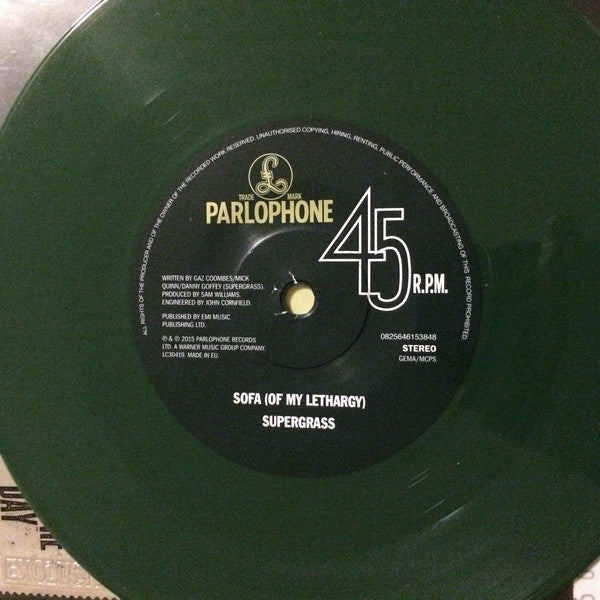 ALL RIGHTS OF THE PRODUCER AND OF THE OWNER OF THE RECORDED WORK RESERVED. UNAUTHORISED COPYING, HIRING, RENTING, PUBLIC PERFORMANCE AND BROADCASTING OF THIS RECORD PROHIBITED
£
TRADE MARK
PARLOPHONE
45 R.P.M.
WRITTEN BY GAZ COOMBES/MICK
QUINN/DANNY GOFFEY (SUPERGRASS).
PRODUCED BY SAM WILLIAMS.
ENGINEERED BY JOHN CORNFIELD.
PUBLISHED BY EMI MUSIC
PUBLISHING LTD.
℗ & © 2015 PARLOPHONE RECORDS
LTD. A WARNER MUSIC GROUP COMPANY.
LC30419. MADE IN EU.
0825646153848
STEREO
GEMA/MCPS
SOFA (OF MY LETHARGY)
SUPERGRASS
DAY